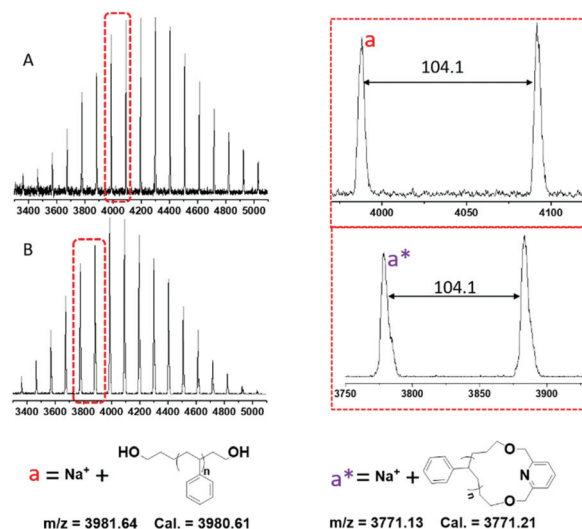 A
3400 3600 3800 4000 4200 4400 4600 4800 5000
a
104.1
4000 4050 4100
B
3400 3600 3800 4000 4200 4400 4600 4800 5000
a*
104.1
3750 3800 3850 3900
a = Na+ + HO ( ) n OH
m/z = 3981.64 Cal. = 3980.61
a* = Na+ + ( ) n O N O
m/z = 3771.13 Cal. = 3771.21